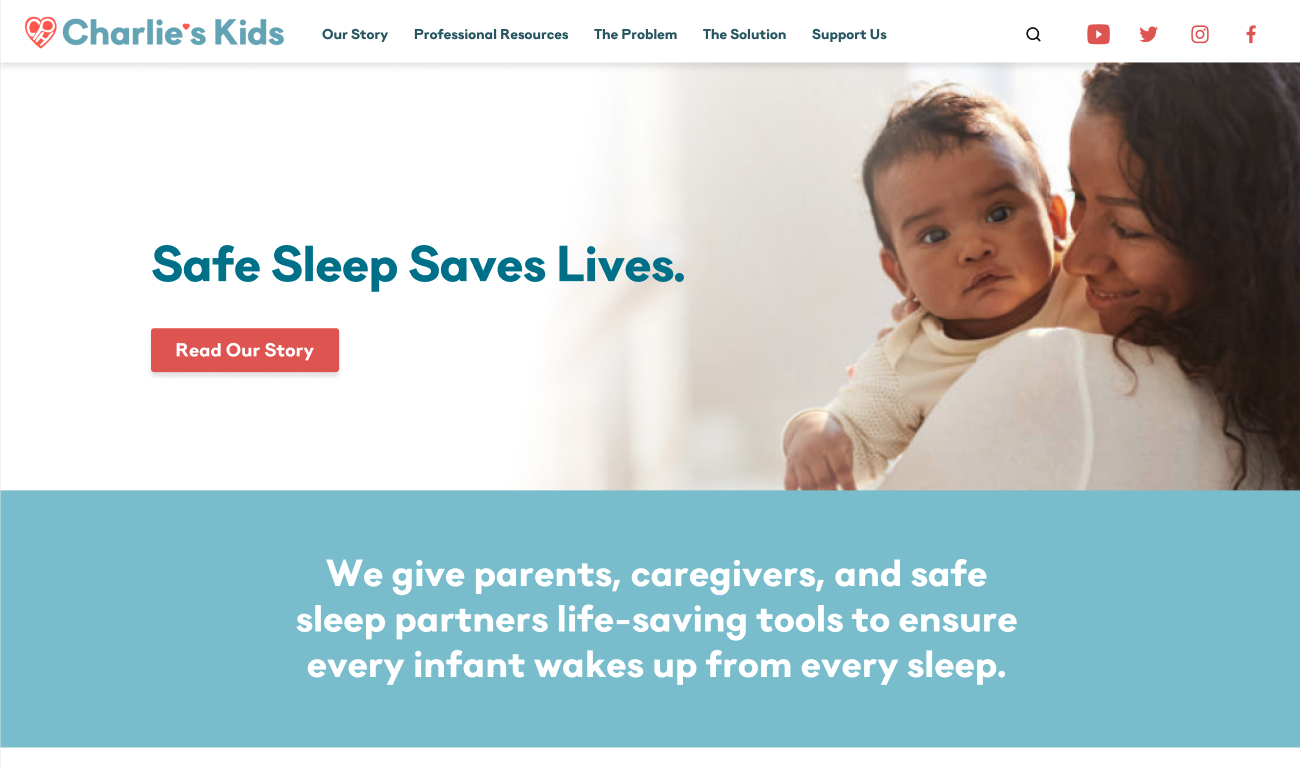 Charlie's Kids
Our Story
Professional Resources
The Problem
The Solution
Support Us
Safe Sleep Saves Lives.
Read Our Story
We give parents, caregivers, and safe
sleep partners life-saving tools to ensure
every infant wakes up from every sleep.